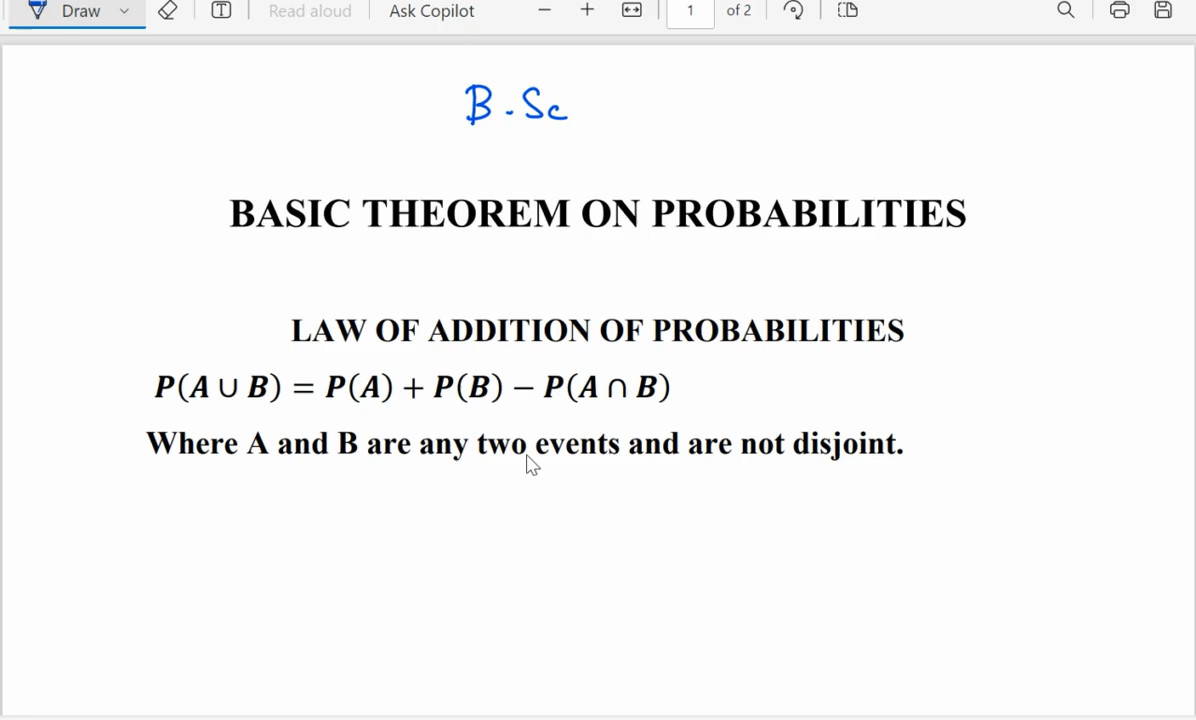 Draw Read aloud Ask Copilot 1 of 2
B.Sc
BASIC THEOREM ON PROBABILITIES
LAW OF ADDITION OF PROBABILITIES
P(A ∪ B) = P(A) + P(B) − P(A ∩ B)
Where A and B are any two events and are not disjoint.